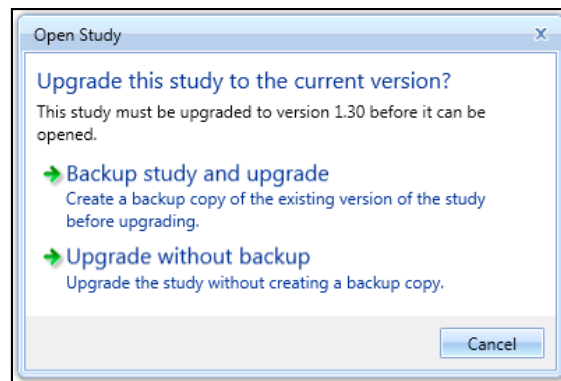 Open Study
Upgrade this study to the current version?
This study must be upgraded to version 1.30 before it can be
opened.
Backup study and upgrade
Create a backup copy of the existing version of the study
before upgrading.
Upgrade without backup
Upgrade the study without creating a backup copy.
Cancel